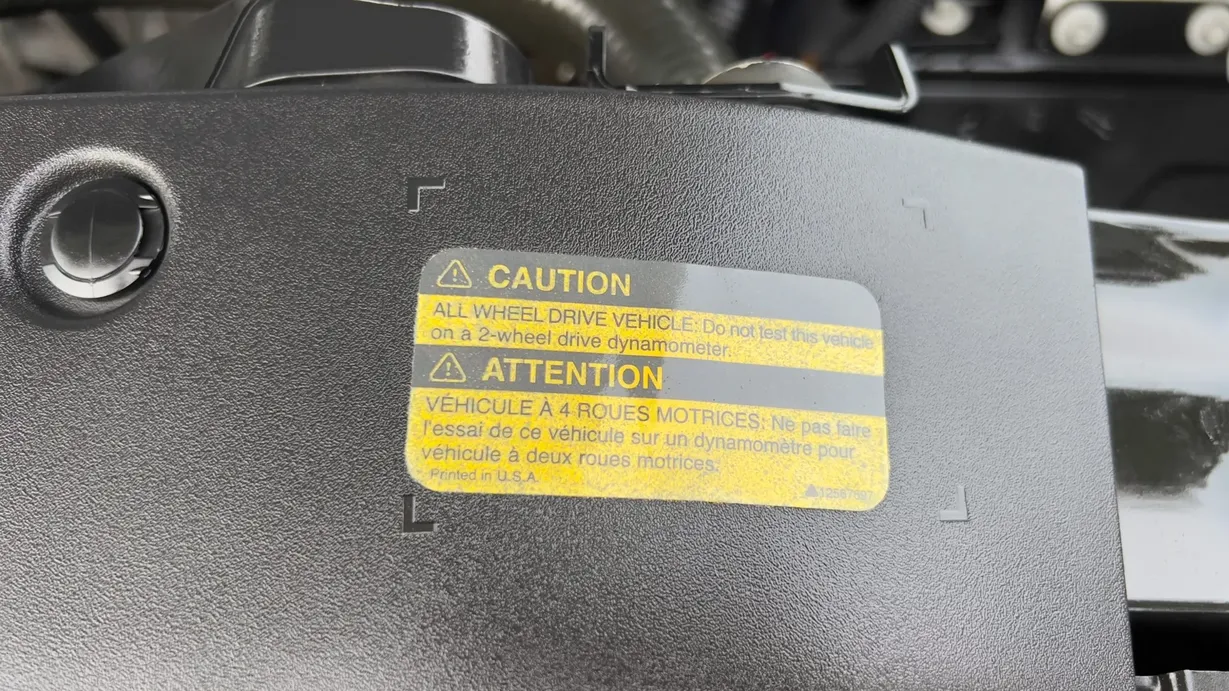 CAUTION
ALL WHEEL DRIVE VEHICLE: Do not test this vehicle
on a 2-wheel drive dynamometer.
ATTENTION
VÉHICULE À 4 ROUES MOTRICES: Ne pas faire
l'essai de ce véhicule sur un dynamomètre pour
véhicule à deux roues motrices.
Printed in U.S.A.